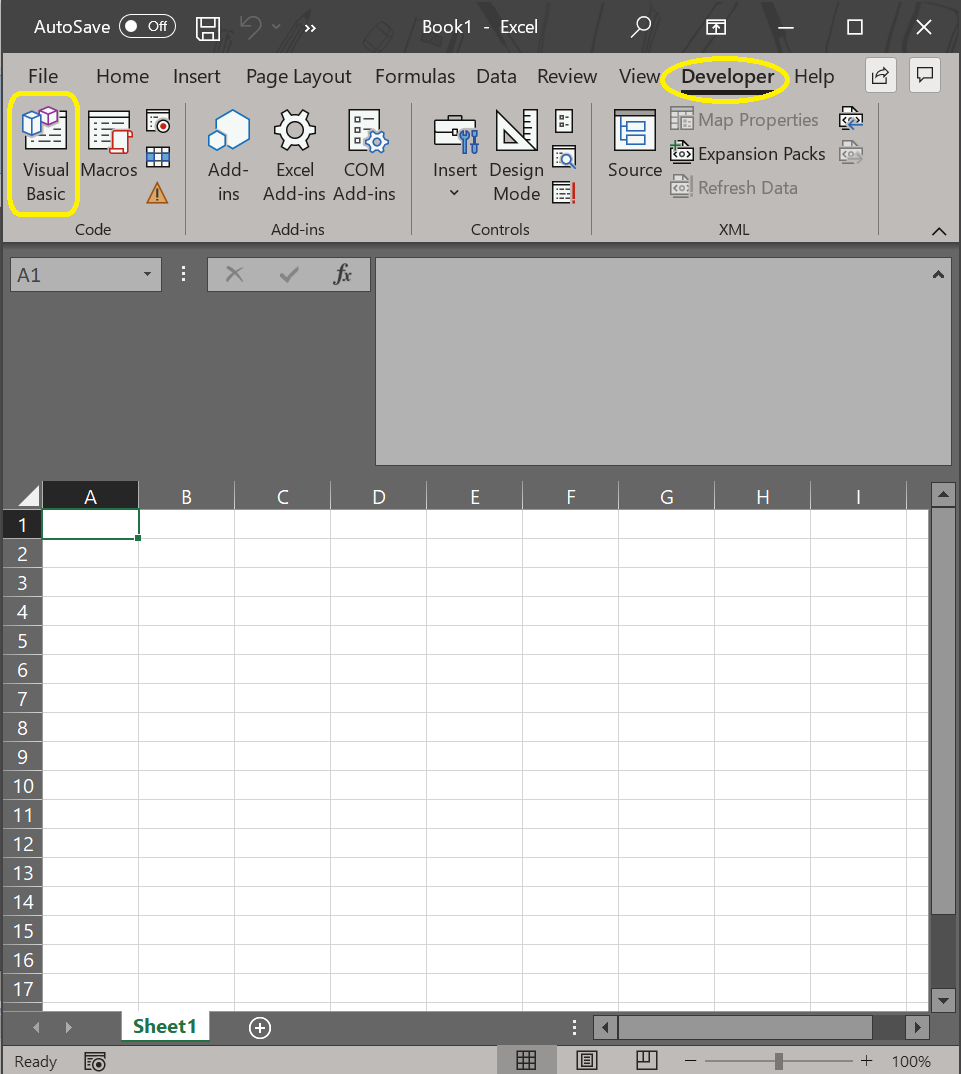 AutoSave Off Book1 - Excel
File Home Insert Page Layout Formulas Data Review View Developer Help
Visual Basic
Macros
Add-ins
Excel Add-ins
COM Add-ins
Insert
Design Mode
Source
Map Properties
Expansion Packs
Refresh Data
Code Add-ins Controls XML
A1 fx
A B C D E F G H I
1
2
3
4
5
6
7
8
9
10
11
12
13
14
15
16
17
Sheet1
Ready 100%